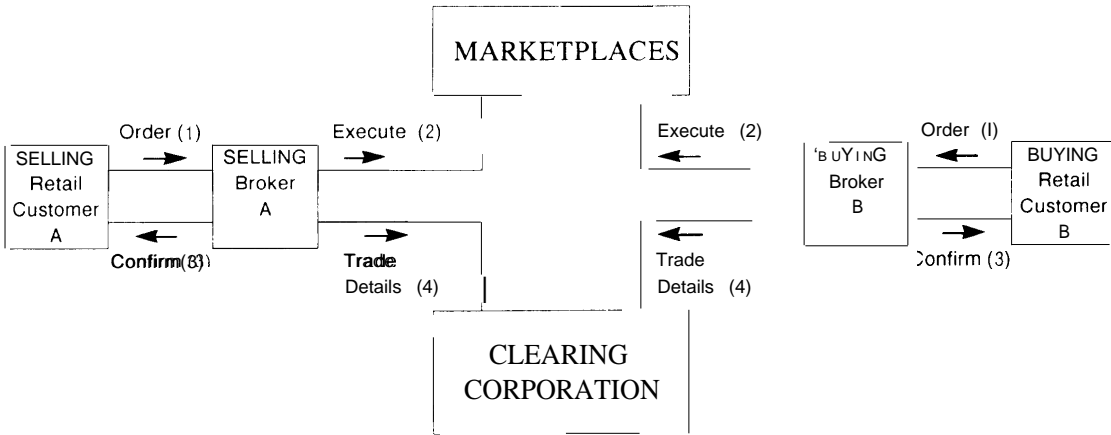 MARKETPLACES
Order (1)
Execute (2)
Execute (2)
Order (I)
SELLING
Retail
Customer
A
SELLING
Broker
A
'BUYING
Broker
B
BUYING
Retail
Customer
B
Confirm (3)
Trade
Details (4)
Trade
Details (4)
Confirm (3)
CLEARING
CORPORATION